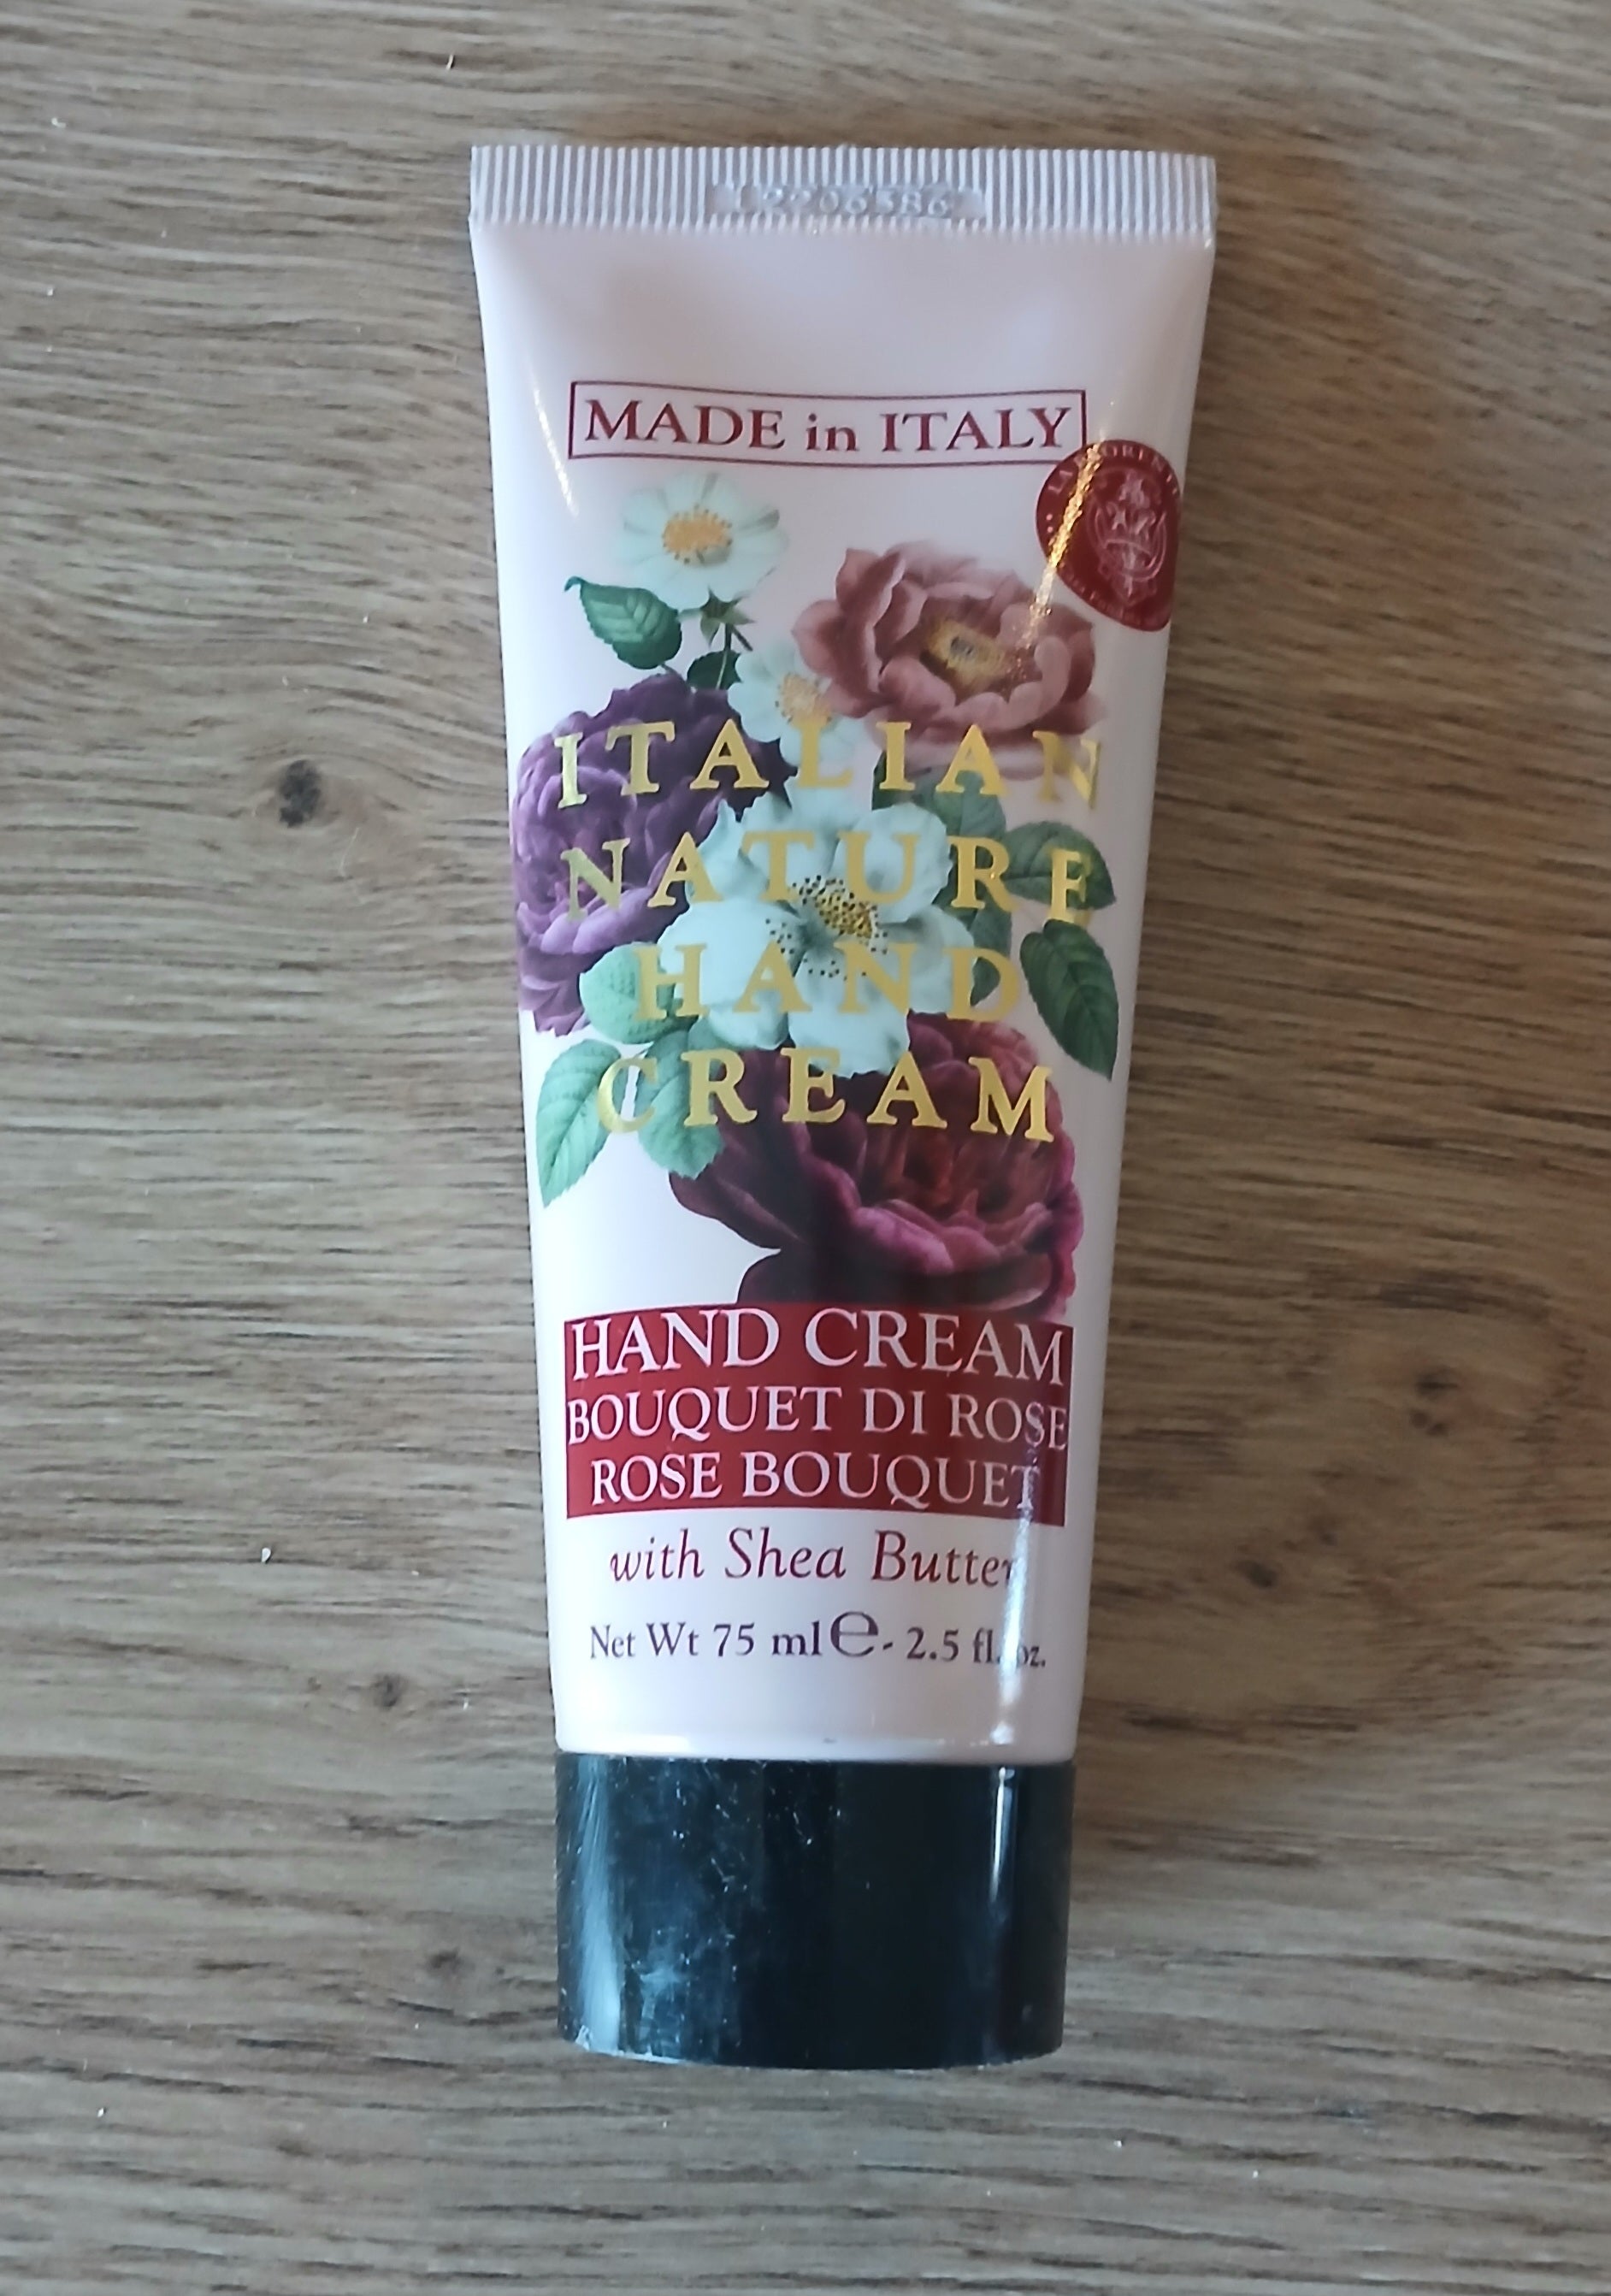 MADE in ITALY
ITALIAN
NATURE
HAND
CREAM
HAND CREAM
BOUQUET DI ROSE
ROSE BOUQUET
with Shea Butter
Net Wt 75 ml e - 2.5 fl. oz.